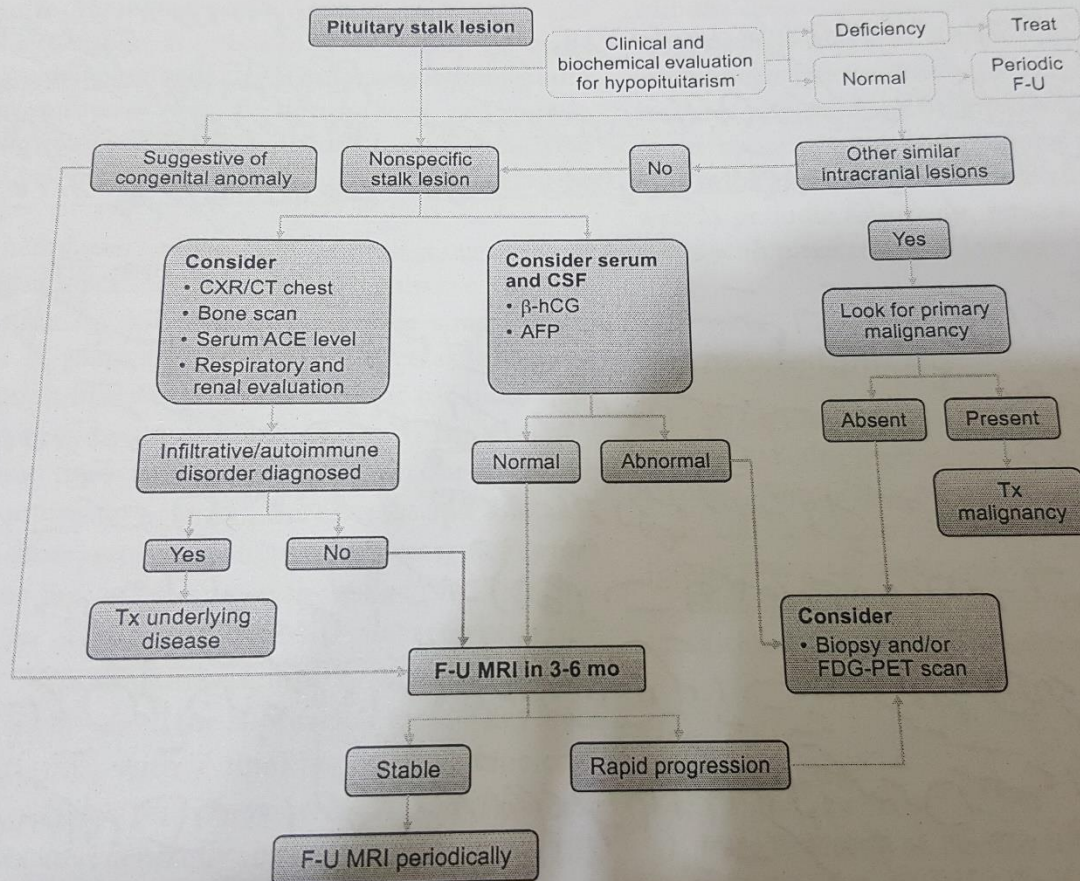 Pituitary stalk lesion
Clinical and
biochemical evaluation
for hypopituitarism
Deficiency
Treat
Normal
Periodic
F-U
Suggestive of
congenital anomaly
Nonspecific
stalk lesion
No
Other similar
intracranial lesions
Yes
Consider
• CXR/CT chest
• Bone scan
• Serum ACE level
• Respiratory and
renal evaluation
Consider serum
and CSF
• β-hCG
• AFP
Look for primary
malignancy
Absent
Present
Infiltrative/autoimmune
disorder diagnosed
Normal
Abnormal
Tx
malignancy
Yes
No
Tx underlying
disease
Consider
• Biopsy and/or
FDG-PET scan
F-U MRI in 3-6 mo
Stable
Rapid progression
F-U MRI periodically